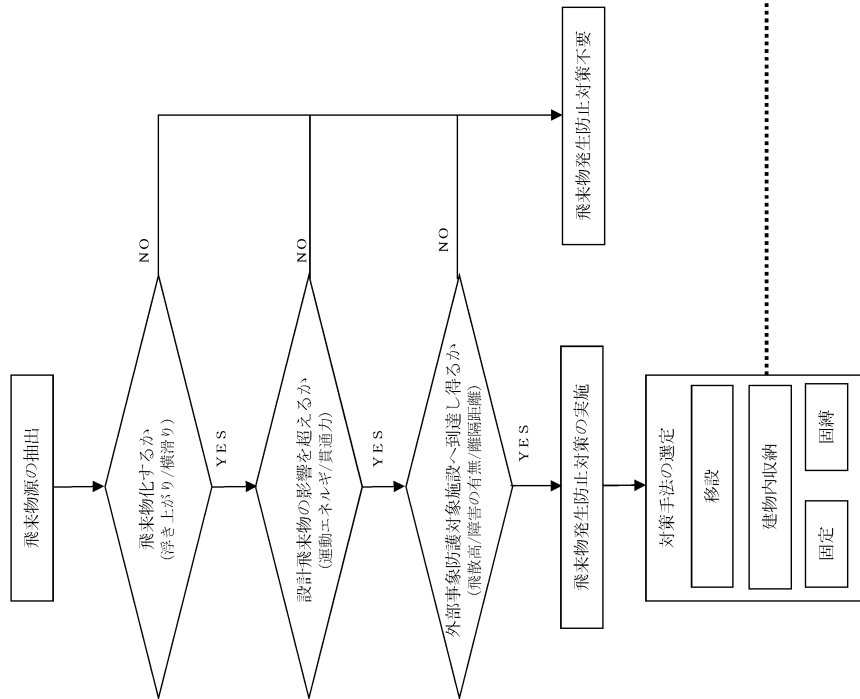 飛来物源の抽出
飛来物化するか
(浮き上がり/横滑り)
NO
YES
設計飛来物の影響を超えるか
(運動エネルギ/貫通力)
NO
YES
外部事象防護対象施設へ到達し得るか
(飛散高/障害の有無/離隔距離)
NO
YES
飛来物発生防止対策の実施
飛来物発生防止対策不要
対策手法の選定
移設
建物内収納
固定
固縛